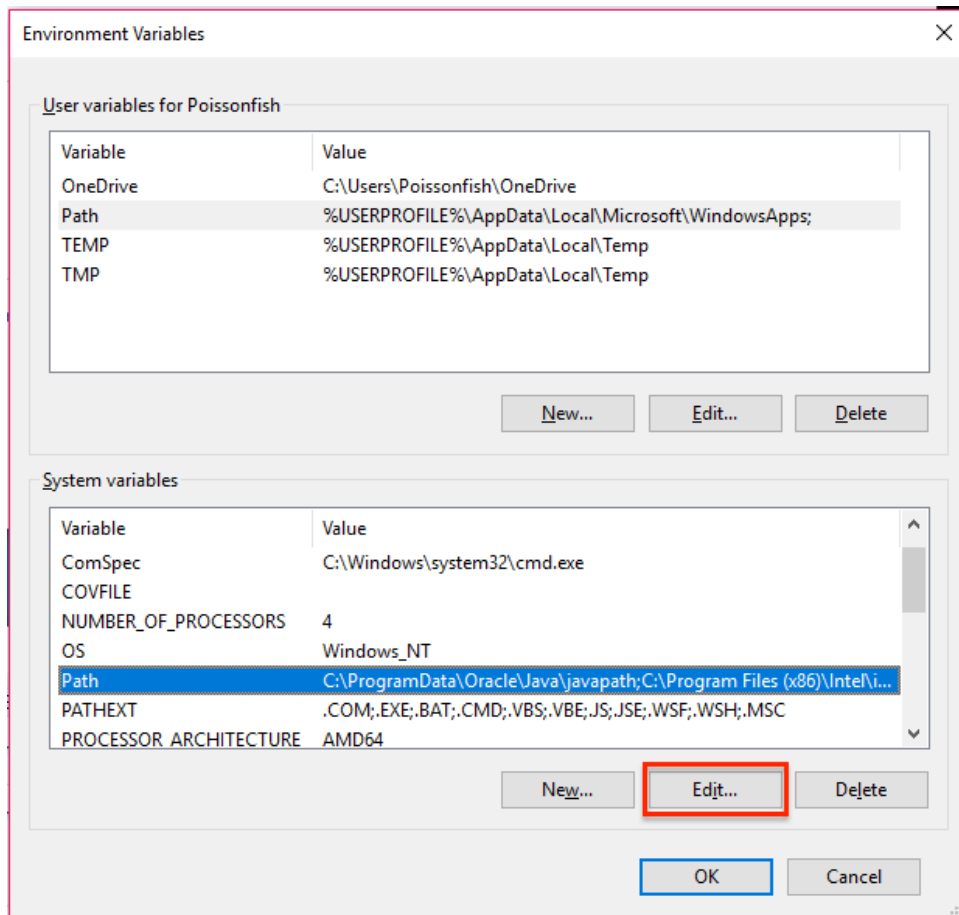 Environment Variables
User variables for Poissonfish
Variable Value
OneDrive C:\Users\Poissonfish\OneDrive
Path %USERPROFILE%\AppData\Local\Microsoft\WindowsApps;
TEMP %USERPROFILE%\AppData\Local\Temp
TMP %USERPROFILE%\AppData\Local\Temp
New... Edit... Delete
System variables
Variable Value
ComSpec C:\Windows\system32\cmd.exe
COVFILE
NUMBER_OF_PROCESSORS 4
OS Windows_NT
Path C:\ProgramData\Oracle\Java\javapath;C:\Program Files (x86)\Intel\i...
PATHEXT .COM;.EXE;.BAT;.CMD;.VBS;.VBE;.JS;.JSE;.WSF;.WSH;.MSC
PROCESSOR_ARCHITECTURE AMD64
New... Edit... Delete
OK Cancel